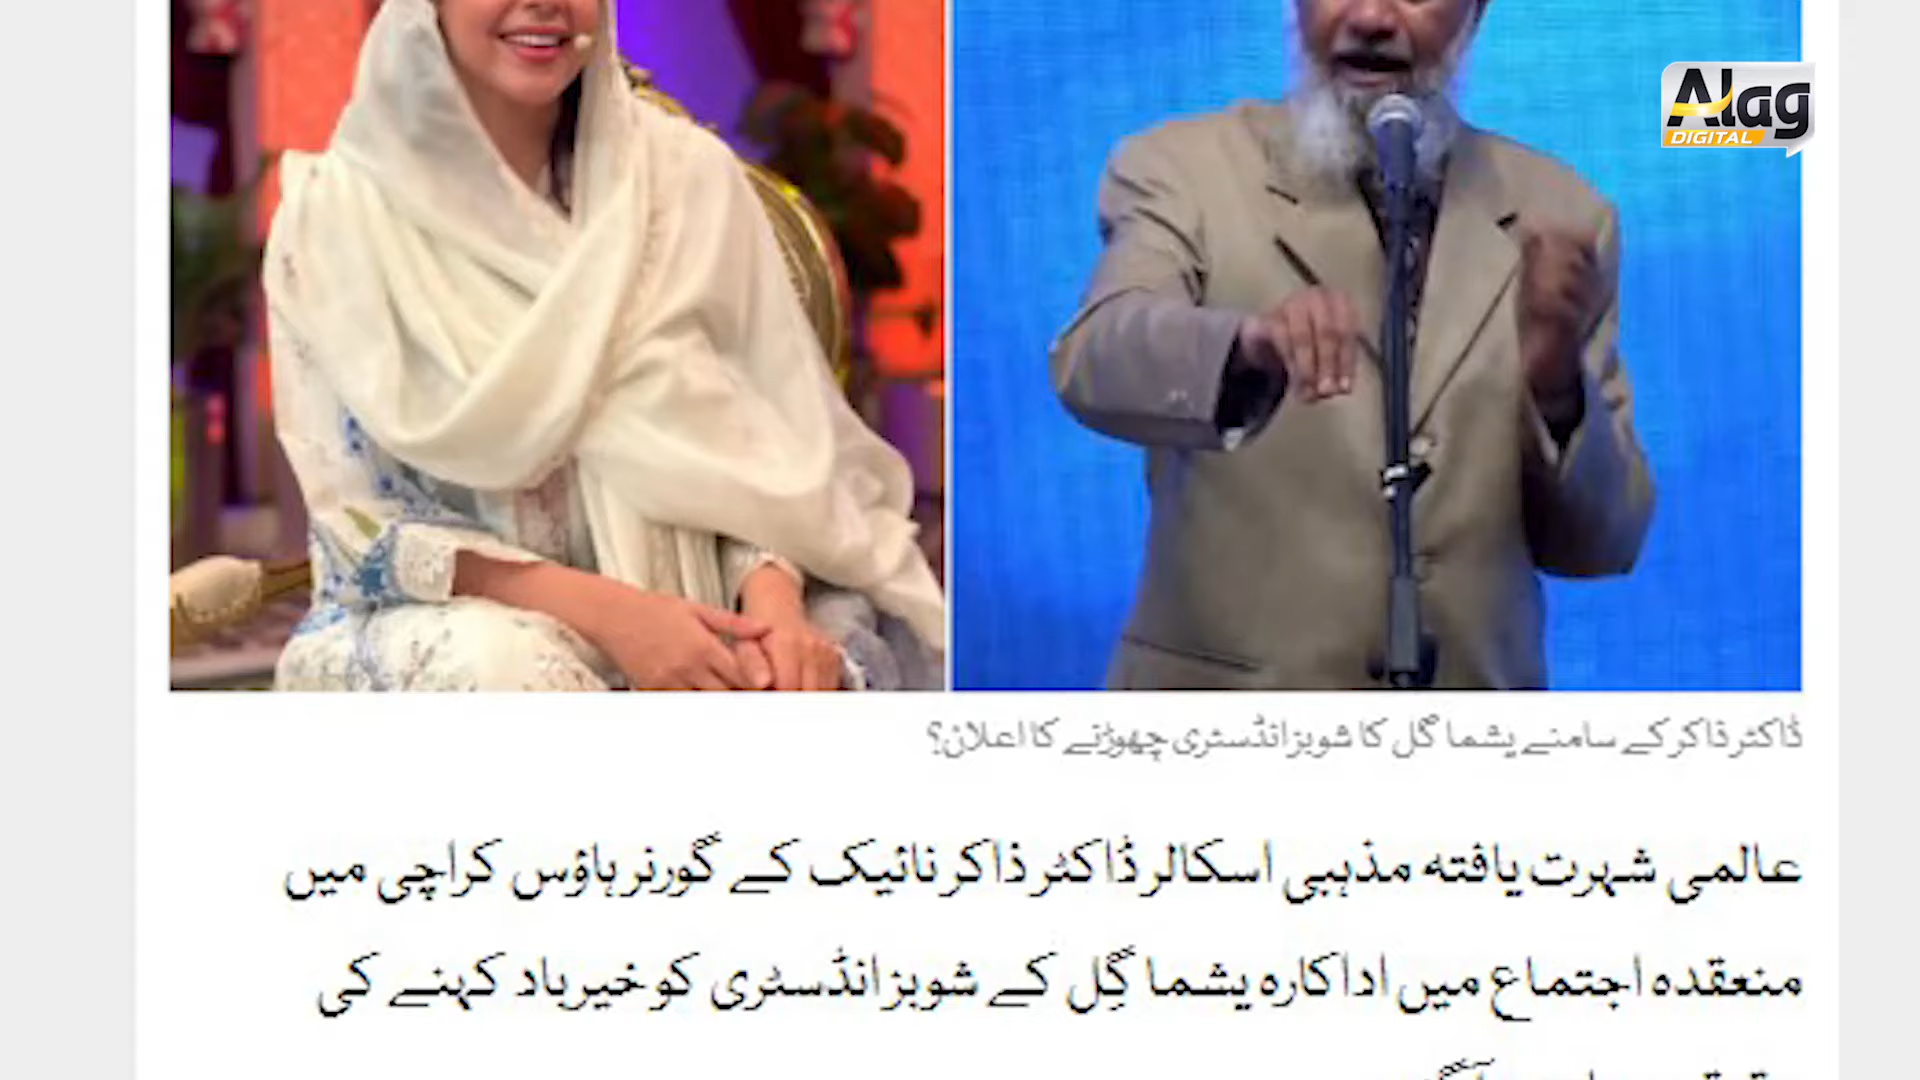 Alag
DIGITAL
ڈاکٹر ذاکر کے سامنے یشما گل کا شوبز انڈسٹری چھوڑنے کا اعلان؟
عالمی شہرت یافتہ مذہبی اسکالر ڈاکٹر ذاکر نائیک کے گورنر ہاؤس کراچی میں
منعقدہ اجتماع میں اداکارہ یشما گِل کے شوبز انڈسٹری کو خیرباد کہنے کی